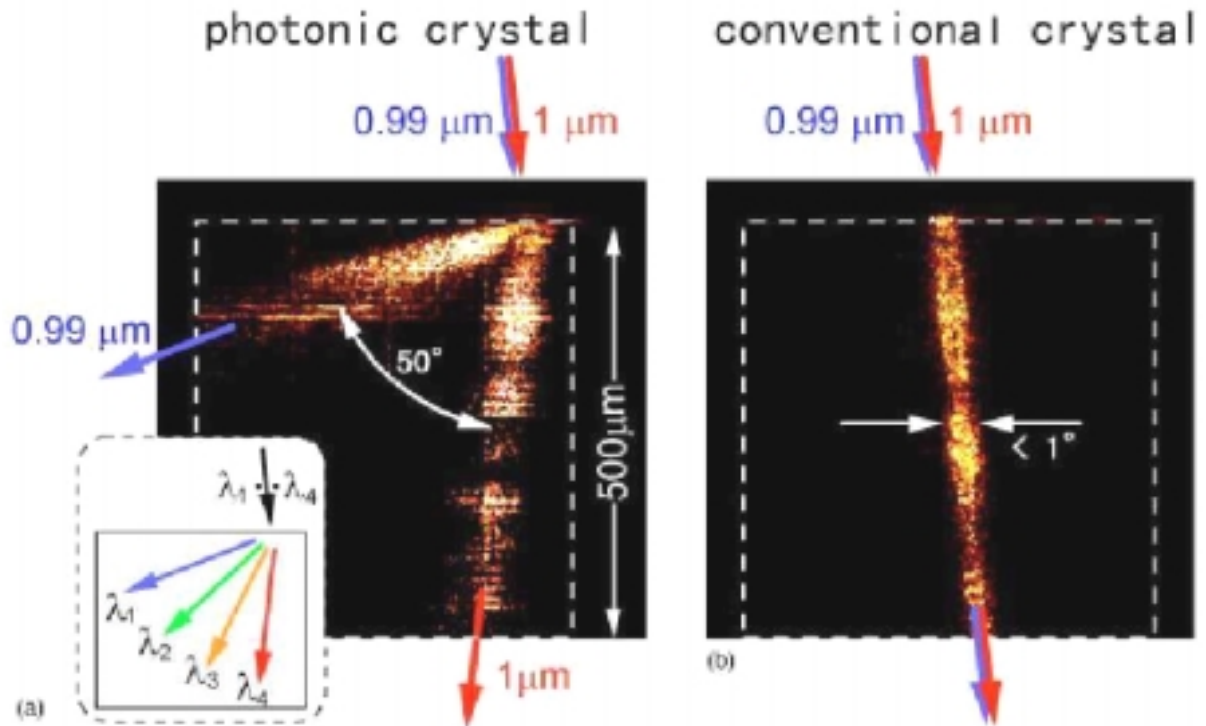 photonic crystal
conventional crystal
0.99 μm
1 μm
0.99 μm
1 μm
0.99 μm
50°
500μm
< 1°
λ1 ‥ λ4
λ1
λ2
λ3
λ4
1μm
(a)
(b)